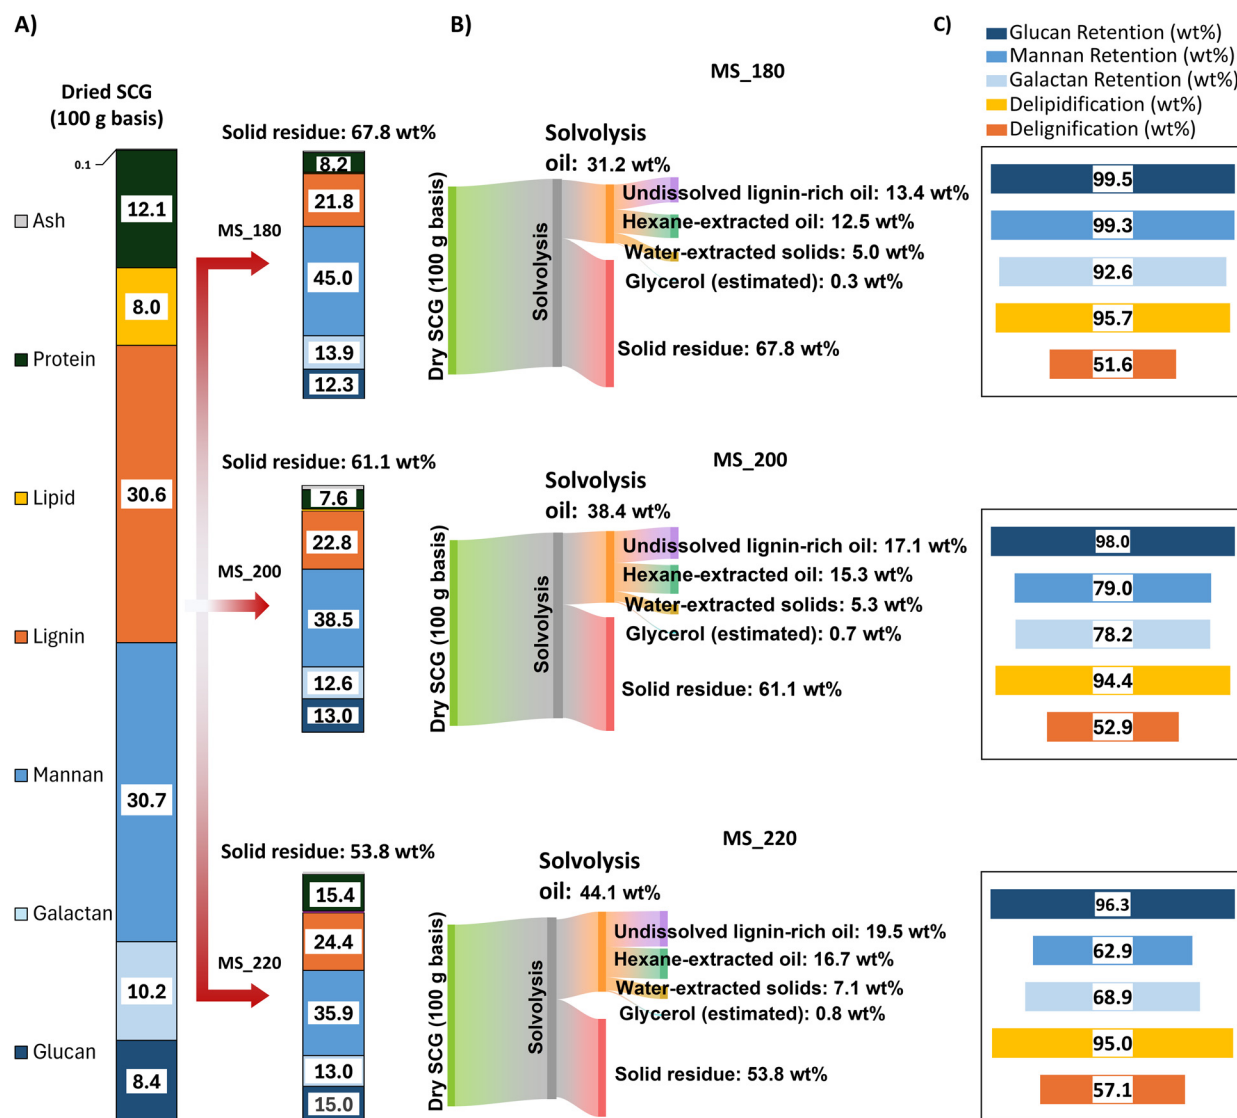 A)
Dried SCG
(100 g basis)
0.1
12.1
8.0
30.6
30.7
10.2
8.4
Ash
Protein
Lipid
Lignin
Mannan
Galactan
Glucan
MS_180
MS_200
MS_220
Solid residue: 67.8 wt%
8.2
21.8
45.0
13.9
12.3
Solid residue: 61.1 wt%
7.6
22.8
38.5
12.6
13.0
Solid residue: 53.8 wt%
15.4
24.4
35.9
13.0
15.0
B)
MS_180
Solvolysis
oil: 31.2 wt%
Dry SCG (100 g basis)
Solvolysis
Undissolved lignin-rich oil: 13.4 wt%
Hexane-extracted oil: 12.5 wt%
Water-extracted solids: 5.0 wt%
Glycerol (estimated): 0.3 wt%
Solid residue: 67.8 wt%
MS_200
Solvolysis
oil: 38.4 wt%
Dry SCG (100 g basis)
Solvolysis
Undissolved lignin-rich oil: 17.1 wt%
Hexane-extracted oil: 15.3 wt%
Water-extracted solids: 5.3 wt%
Glycerol (estimated): 0.7 wt%
Solid residue: 61.1 wt%
MS_220
Solvolysis
oil: 44.1 wt%
Dry SCG (100 g basis)
Solvolysis
Undissolved lignin-rich oil: 19.5 wt%
Hexane-extracted oil: 16.7 wt%
Water-extracted solids: 7.1 wt%
Glycerol (estimated): 0.8 wt%
Solid residue: 53.8 wt%
C)
Glucan Retention (wt%)
Mannan Retention (wt%)
Galactan Retention (wt%)
Delipidification (wt%)
Delignification (wt%)
99.5
99.3
92.6
95.7
51.6
98.0
79.0
78.2
94.4
52.9
96.3
62.9
68.9
95.0
57.1